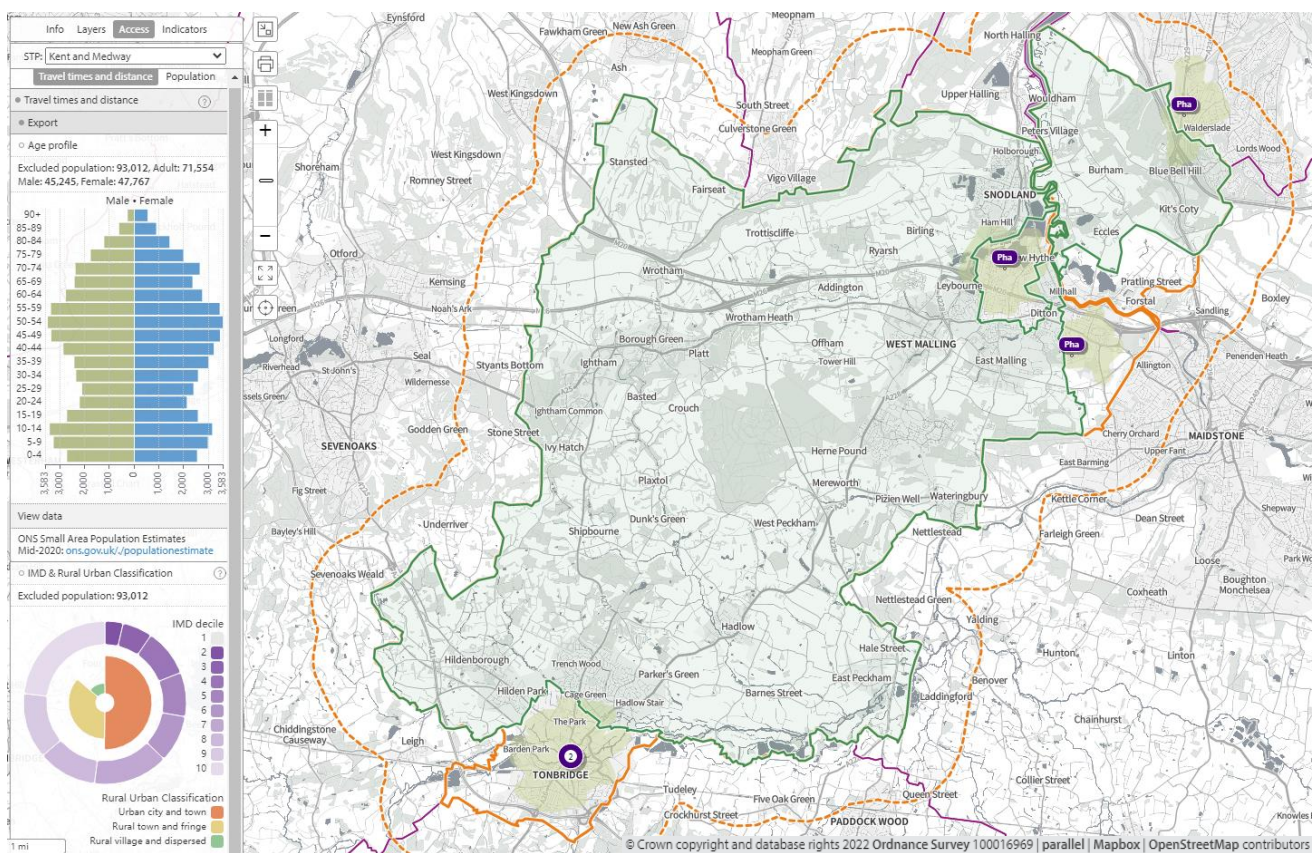 Info Layers Access Indicators
STP: Kent and Medway
Travel times and distance Population
Travel times and distance ?
Export
Age profile
Excluded population: 93,012, Adult: 71,554
Male: 45,245, Female: 47,767
Male • Female
90+
85-89
80-84
75-79
70-74
65-69
60-64
55-59
50-54
45-49
40-44
35-39
30-34
25-29
20-24
15-19
10-14
5-9
0-4
3,583 3,000 2,000 1,000 0 1,000 2,000 3,000 3,583
View data
ONS Small Area Population Estimates
Mid-2020: ons.gov.uk/./populationestimate
IMD & Rural Urban Classification ?
Excluded population: 93,012
IMD decile
1
2
3
4
5
6
7
8
9
10
Rural Urban Classification
Urban city and town
Rural town and fringe
Rural village and dispersed
1 mi
+
−
Eynsford
Fawkham Green
New Ash Green
Meopham
North Halling
Ash
Meopham Green
West Kingsdown
South Street
Upper Halling
Wouldham
Pha
Walderslade
Culverstone Green
Peters Village
Lords Wood
Shoreham
West Kingsdown
Stansted
Holborough
Burham
Blue Bell Hill
Romney Street
Fairseat
Vigo Village
SNODLAND
Kit's Coty
Trottiscliffe
Birling
Ham Hill
Eccles
Otford
Ryarsh
Pha
Kemsing
Wrotham
Addington
Leybourne
Pratling Street
Millhall
Forstal
Boxley
Noah's Ark
Wrotham Heath
Ditton
Sandling
Longford
Borough Green
Offham
WEST MALLING
Pha
Penenden Heath
Riverhead
St John's
Seal
Styants Bottom
Ightham
Platt
Tower Hill
East Malling
Allington
Wildernesse
Basted
Ightham Common
Crouch
Godden Green
Stone Street
Cherry Orchard
MAIDSTONE
SEVENOAKS
Ivy Hatch
Herne Pound
East Barming
Upper Fant
Fig Street
Plaxtol
Mereworth
Pizien Well
Wateringbury
Kettle Corner
Dean Street
Shepway
Bayley's Hill
Underriver
Shipbourne
Dunk's Green
West Peckham
Nettlestead
Farleigh Green
Loose
Sevenoaks Weald
Boughton
Monchelsea
Nettlestead Green
Coxheath
Hadlow
Yalding
Hildenborough
Trench Wood
Hale Street
Hunton
Linton
Hilden Park
Cage Green
Parker's Green
East Peckham
Benover
Hadlow Stair
Barnes Street
Laddingford
Chiddingstone
Causeway
The Park
Chainhurst
Leigh
Barden Park
2
TONBRIDGE
Tudeley
Queen Street
Collier Street
Five Oak Green
Crockhurst Street
PADDOCK WOOD
© Crown copyright and database rights 2022 Ordnance Survey 100016969 | parallel | Mapbox | OpenStreetMap contributors